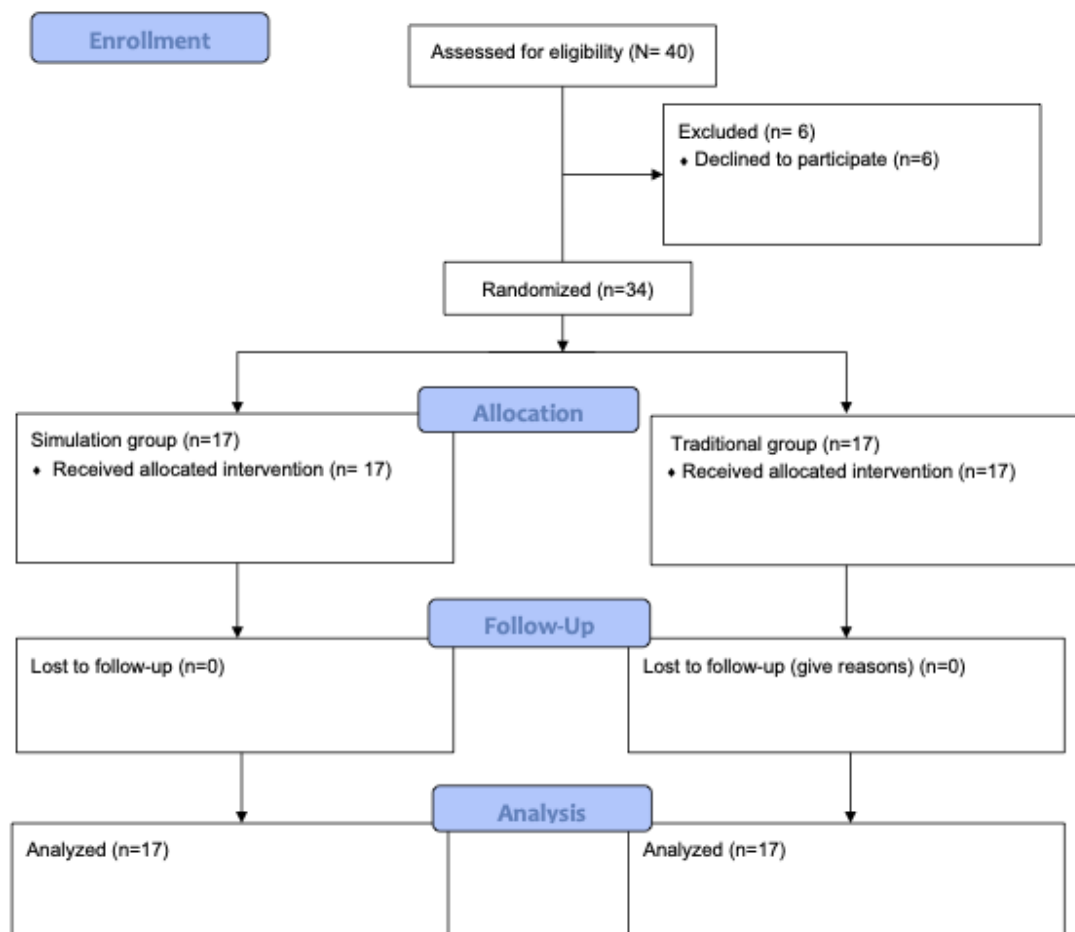 Enrollment
Assessed for eligibility (N= 40)
Excluded (n= 6)
♦ Declined to participate (n=6)
Randomized (n=34)
Allocation
Simulation group (n=17)
♦ Received allocated intervention (n= 17)
Traditional group (n=17)
♦ Received allocated intervention (n=17)
Follow-Up
Lost to follow-up (n=0)
Lost to follow-up (give reasons) (n=0)
Analysis
Analyzed (n=17)
Analyzed (n=17)